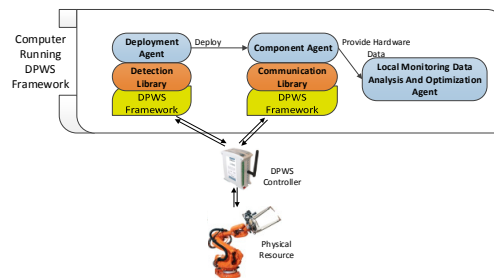 Computer
Running
DPWS
Framework
Deployment
Agent
Deploy
Component Agent
Provide Hardware
Data
Detection
Library
Communication
Library
Local Monitoring Data
Analysis And Optimization
Agent
DPWS
Framework
DPWS
Framework
DPWS
Controller
Physical
Resource